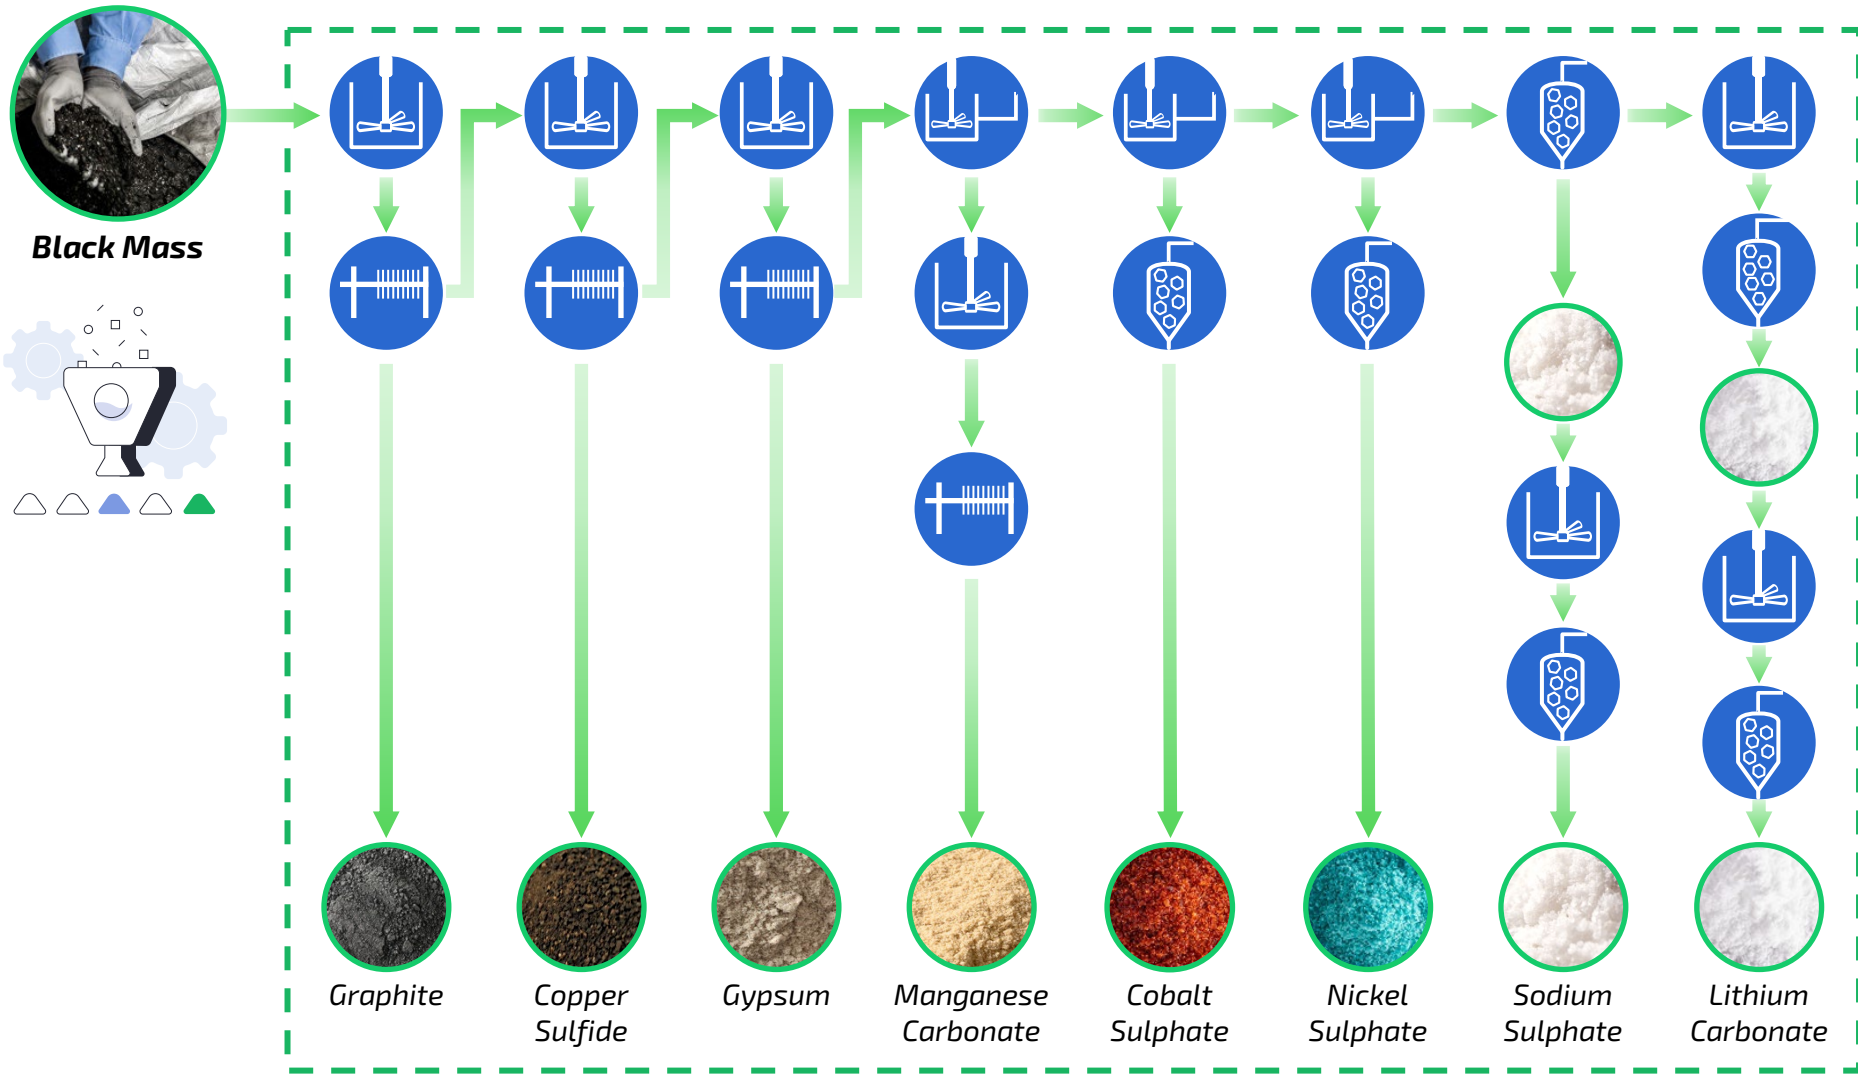 Black Mass
Graphite
Copper
Sulfide
Gypsum
Manganese
Carbonate
Cobalt
Sulphate
Nickel
Sulphate
Sodium
Sulphate
Lithium
Carbonate